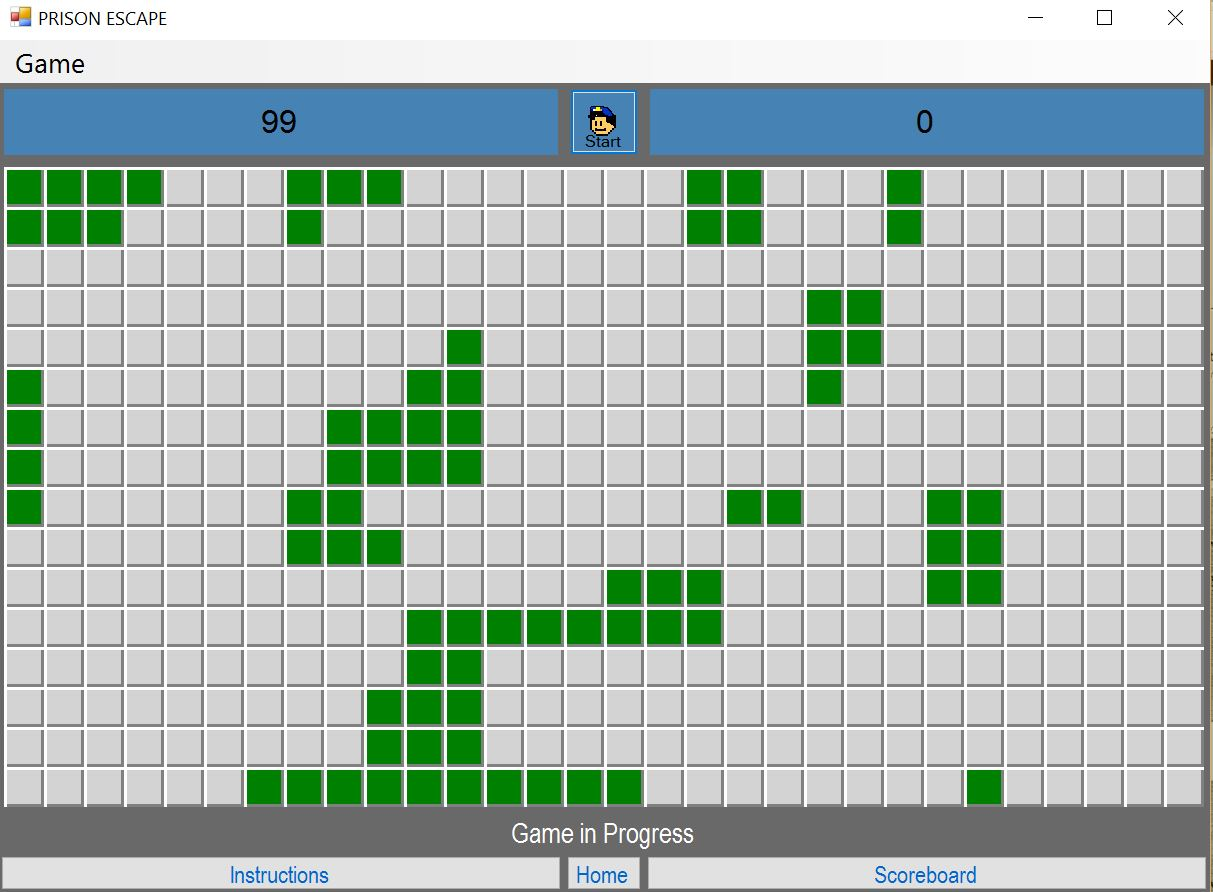 PRISON ESCAPE
Game
99
Start
0
Game in Progress
Instructions
Home
Scoreboard